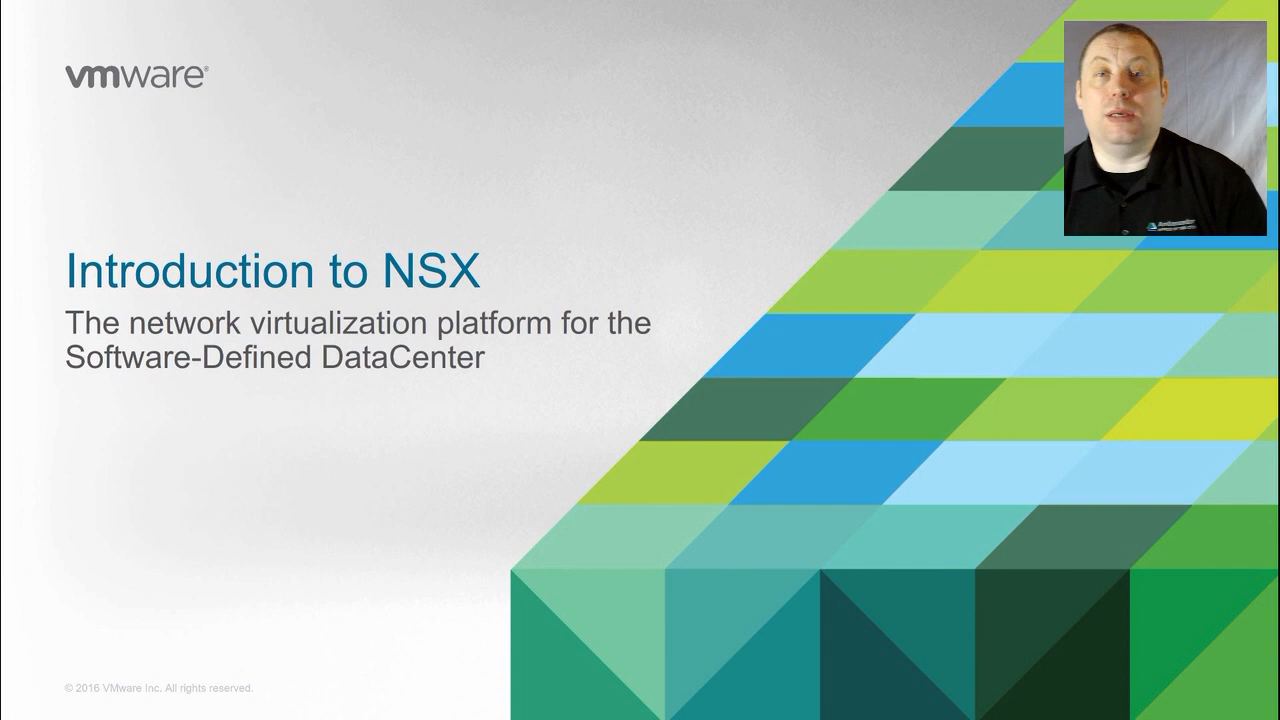 vmware®
Introduction to NSX
The network virtualization platform for the
Software-Defined DataCenter
© 2016 VMware Inc. All rights reserved.